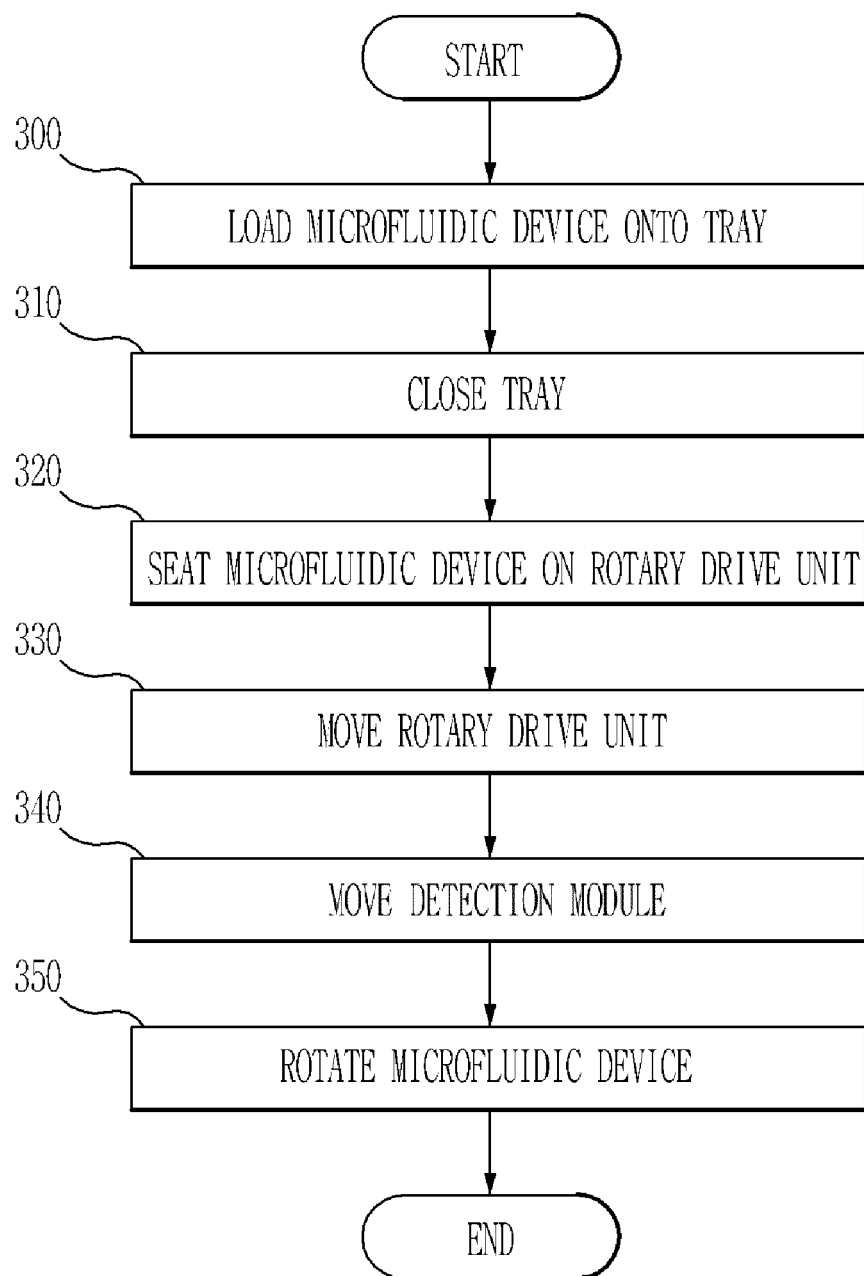 START
300
LOAD MICROFLUIDIC DEVICE ONTO TRAY
310
CLOSE TRAY
320
SEAT MICROFLUIDIC DEVICE ON ROTARY DRIVE UNIT
330
MOVE ROTARY DRIVE UNIT
340
MOVE DETECTION MODULE
350
ROTATE MICROFLUIDIC DEVICE
END